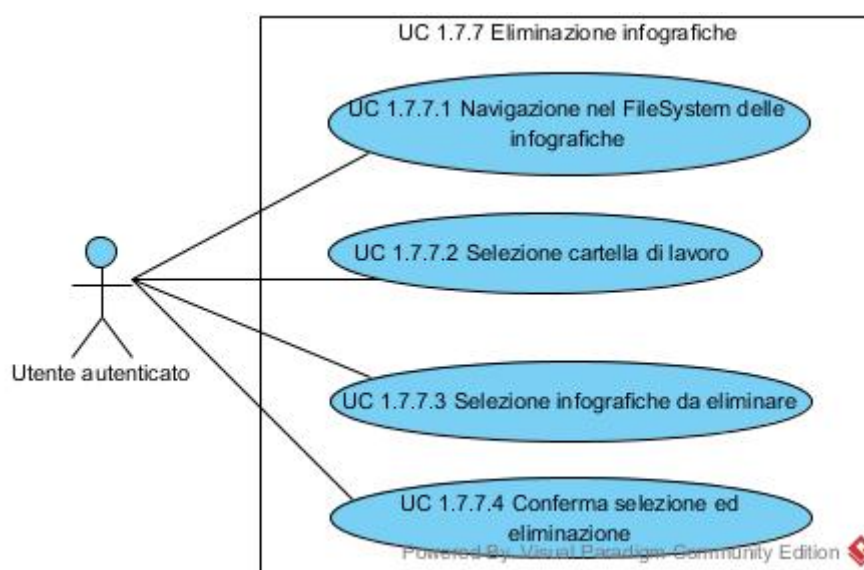 UC 1.7.7 Eliminazione infografiche
UC 1.7.7.1 Navigazione nel FileSystem delle
infografiche
UC 1.7.7.2 Selezione cartella di lavoro
Utente autenticato
UC 1.7.7.3 Selezione infografiche da eliminare
UC 1.7.7.4 Conferma selezione ed
eliminazione
Powered By Visual Paradigm Community Edition